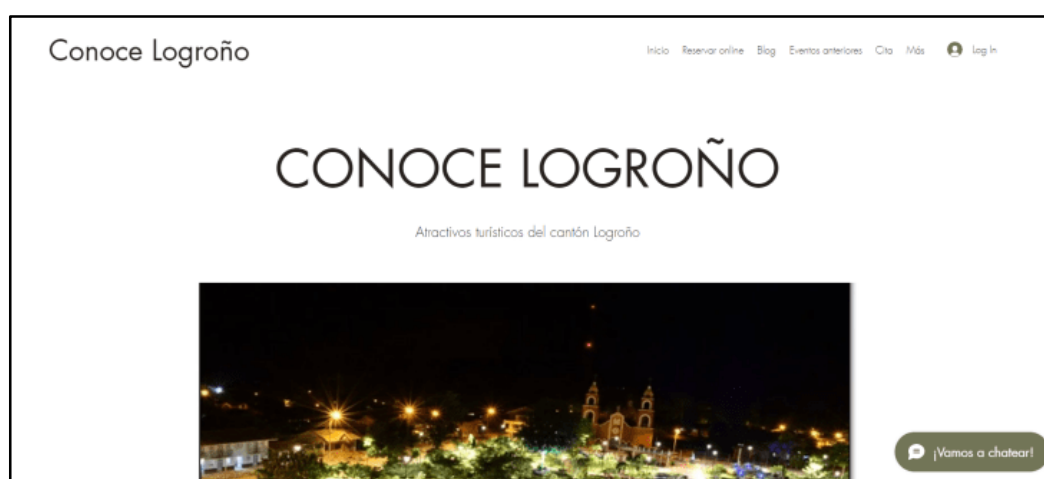 Conoce Logroño
Inicio Reservar online Blog Eventos anteriores Cita Más Log In
CONOCE LOGROÑO
Atractivos turísticos del cantón Logroño
¡Vamos a chatear!